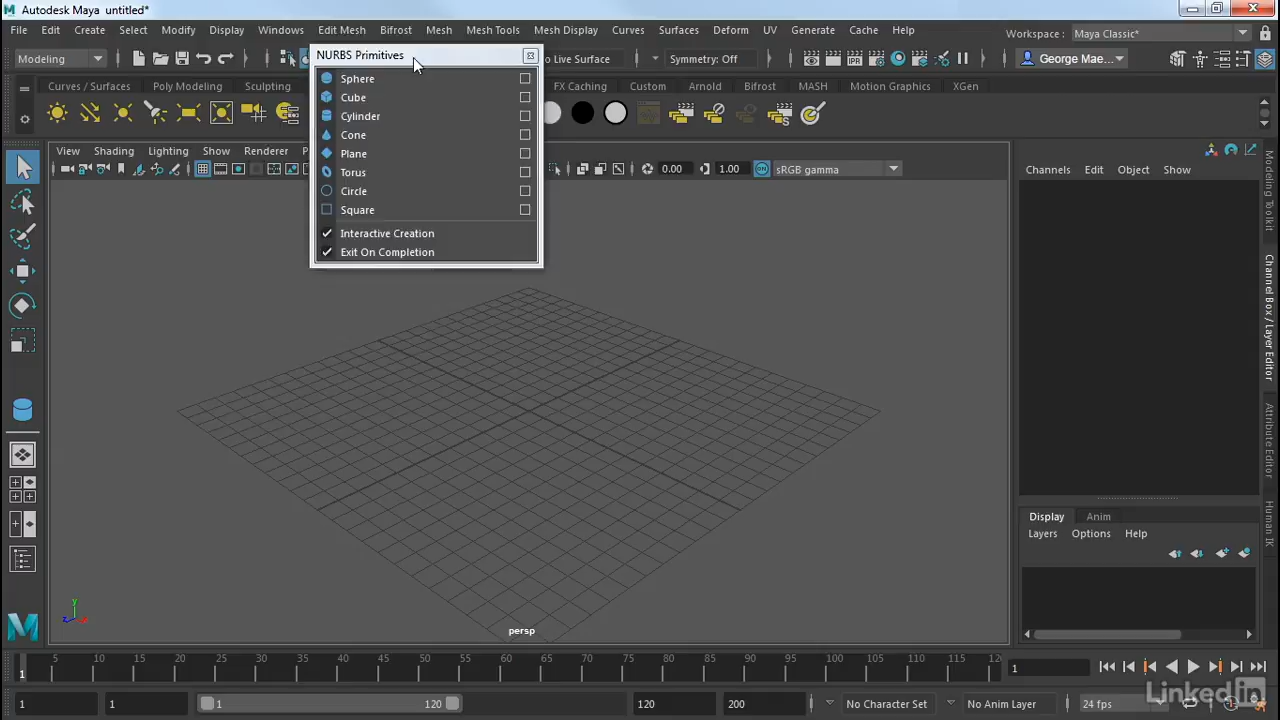 Autodesk Maya untitled*
File Edit Create Select Modify Display Windows Edit Mesh Bifrost Mesh Mesh Tools Mesh Display Curves Surfaces Deform UV Generate Cache Help
Workspace : Maya Classic*
Modeling
o Live Surface
Symmetry: Off
George Mae...
NURBS Primitives
Sphere
Cube
Cylinder
Cone
Plane
Torus
Circle
Square
Interactive Creation
Exit On Completion
Curves / Surfaces Poly Modeling Sculpting FX Caching Custom Arnold Bifrost MASH Motion Graphics XGen
View Shading Lighting Show Renderer P
0.00 1.00 sRGB gamma
Channels Edit Object Show
Modeling Toolkit
Channel Box / Layer Editor
Attribute Editor
Human IK
Display Anim
Layers Options Help
y
z x
persp
5 10 15 20 25 30 35 40 45 50 55 60 65 70 75 80 85 90 95 100 105 110 115 12
1
1
1 1 1 120 120 200 No Character Set No Anim Layer 24 fps
LinkedIn